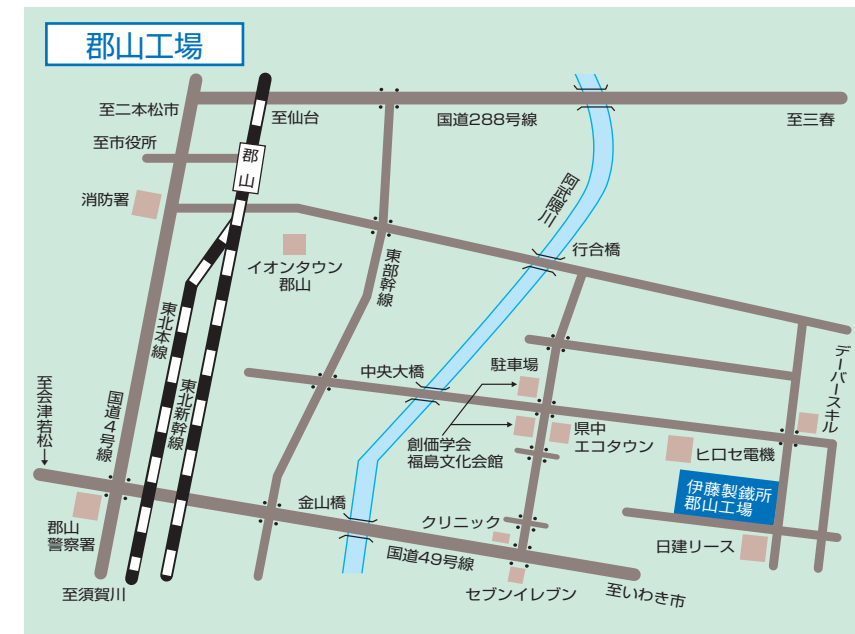 郡山工場
至二本松市
至仙台
国道288号線
至三春
至市役所
郡山
消防署
阿武隈川
行合橋
イオンタウン
郡山
東部幹線
東北本線
東北新幹線
中央大橋
駐車場
デーパースキル
至会津若松
国道4号線
創価学会
福島文化会館
県中
エコタウン
ヒロセ電機
伊藤製鐵所
郡山工場
金山橋
クリニック
郡山
警察署
国道49号線
日建リース
至須賀川
セブンイレブン
至いわき市